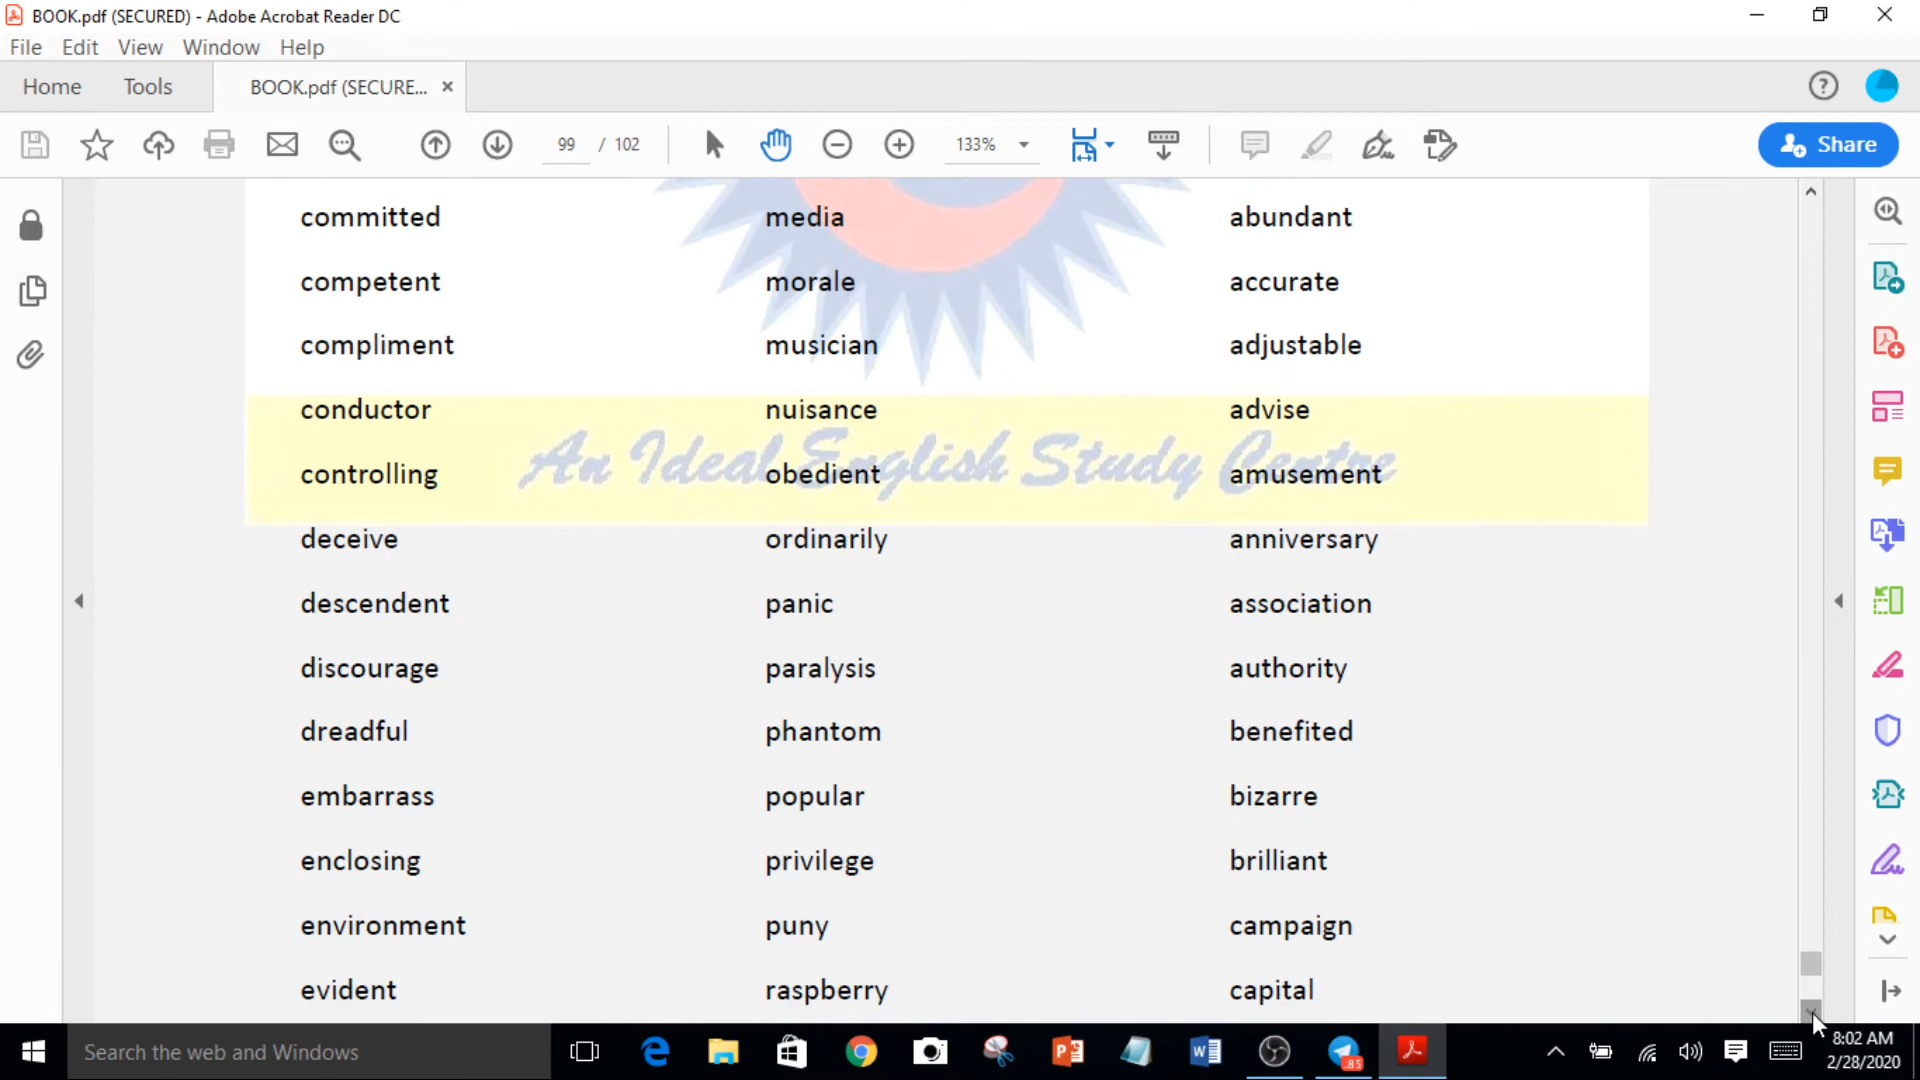 BOOK.pdf (SECURED) - Adobe Acrobat Reader DC
File Edit View Window Help
Home Tools BOOK.pdf (SECURE... ×
99 / 102 133% Share
committed media abundant
competent morale accurate
compliment musician adjustable
conductor nuisance advise
An Ideal English Study Centre
controlling obedient amusement
deceive ordinarily anniversary
descendent panic association
discourage paralysis authority
dreadful phantom benefited
embarrass popular bizarre
enclosing privilege brilliant
environment puny campaign
evident raspberry capital
Search the web and Windows
.85
8:02 AM
2/28/2020